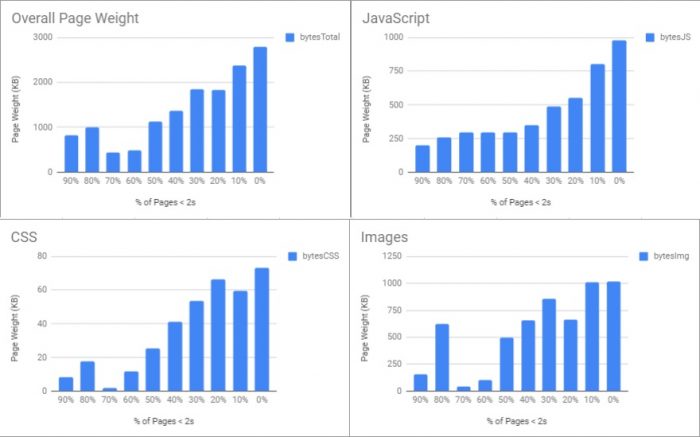 Overall Page Weight
bytesTotal
Page Weight (KB)
3000
2000
1000
0
90% 80% 70% 60% 50% 40% 30% 20% 10% 0%
% of Pages < 2s
JavaScript
bytesJS
Page Weight (KB)
1000
750
500
250
0
90% 80% 70% 60% 50% 40% 30% 20% 10% 0%
% of Pages < 2s
CSS
bytesCSS
Page Weight (KB)
80
60
40
20
0
90% 80% 70% 60% 50% 40% 30% 20% 10% 0%
% of Pages < 2s
Images
bytesImg
Page Weight (KB)
1250
1000
750
500
250
0
90% 80% 70% 60% 50% 40% 30% 20% 10% 0%
% of Pages < 2s